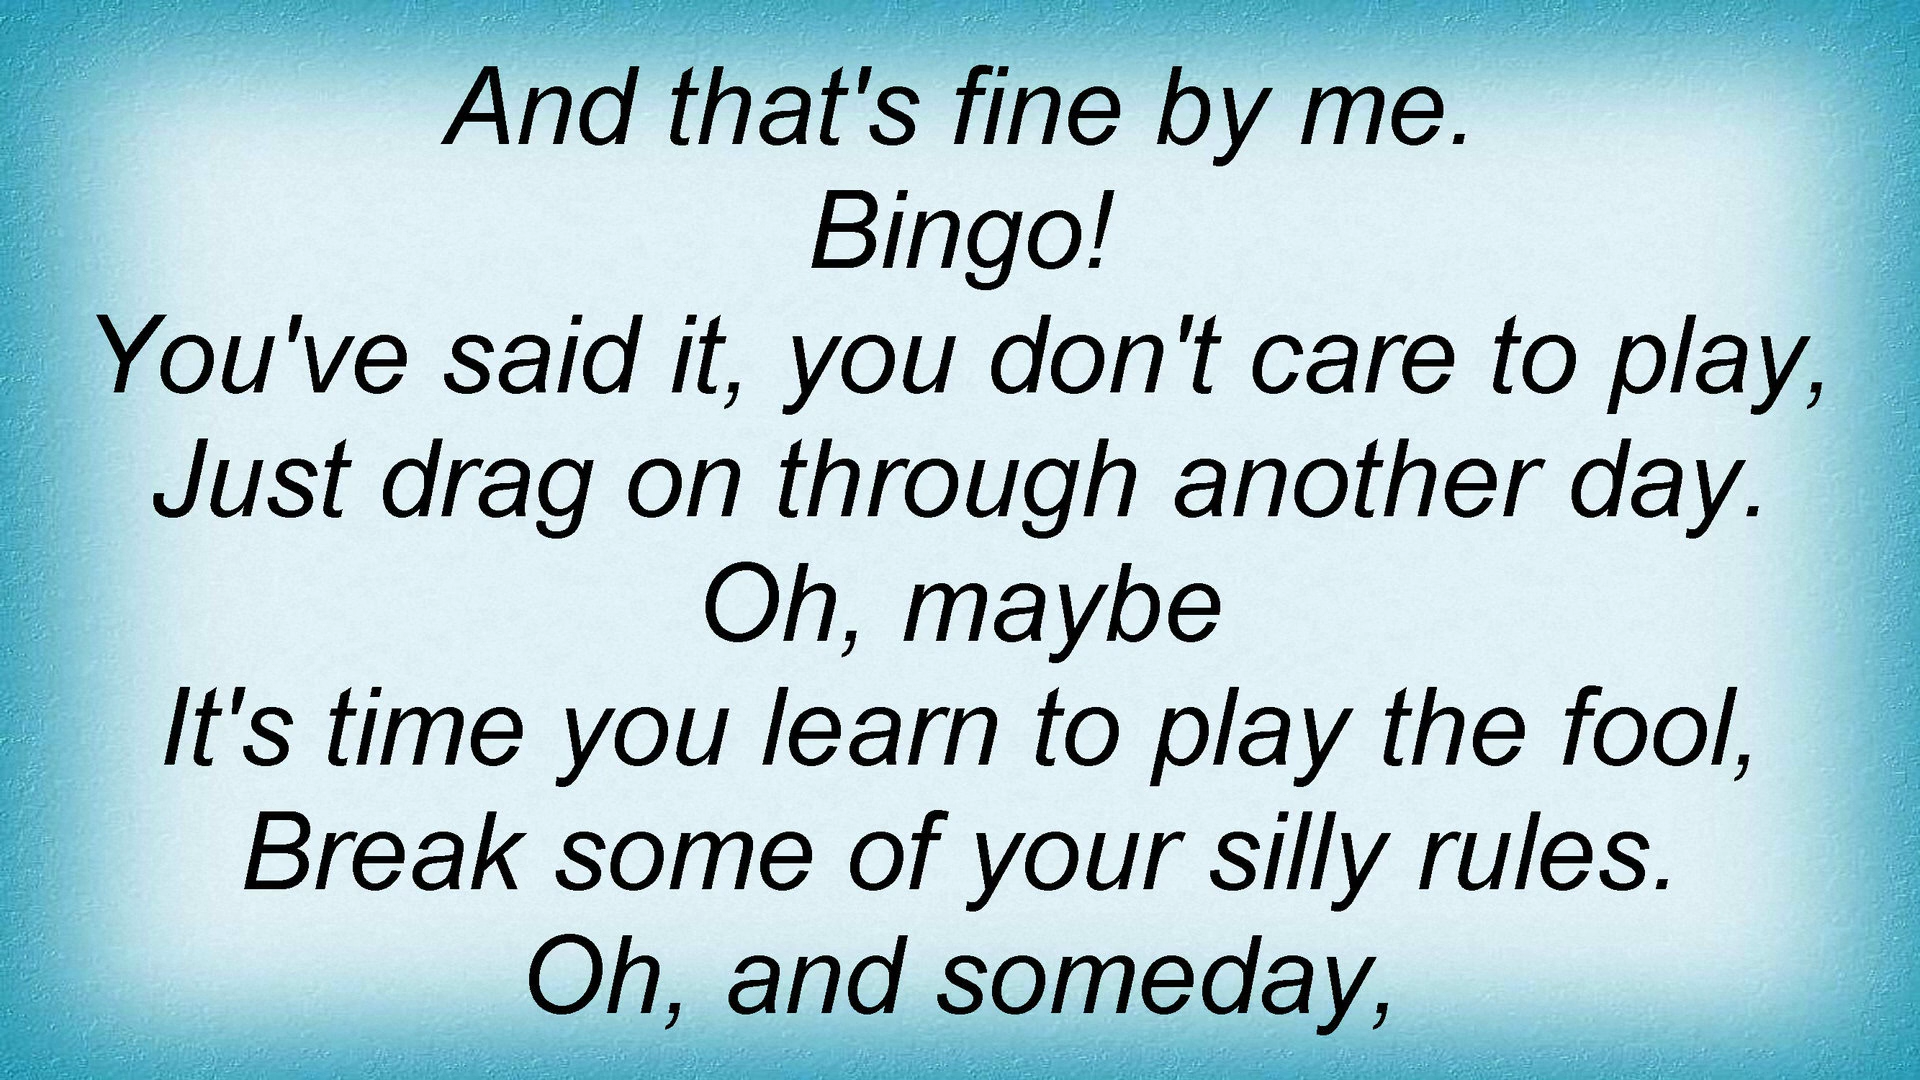 And that's fine by me.
Bingo!
You've said it, you don't care to play,
Just drag on through another day.
Oh, maybe
It's time you learn to play the fool,
Break some of your silly rules.
Oh, and someday,